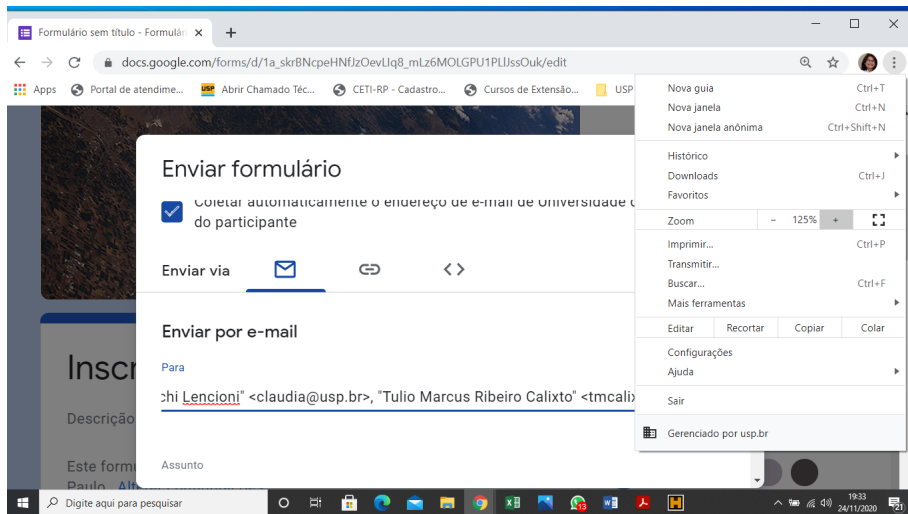 Formulário sem título - Formulári
docs.google.com/forms/d/1a_skrBNcpeHNfJzOevLlq8_mLz6MOLGPU1PLlJssOuk/edit
Apps Portal de atendime... USP Abrir Chamado Téc... CETI-RP - Cadastro... Cursos de Extensão... USP
Nova guia Ctrl+T
Nova janela Ctrl+N
Nova janela anônima Ctrl+Shift+N
Histórico
Downloads Ctrl+J
Favoritos
Zoom - 125% +
Imprimir... Ctrl+P
Transmitir...
Buscar... Ctrl+F
Mais ferramentas
Editar Recortar Copiar Colar
Configurações
Ajuda
Sair
Gerenciado por usp.br
Enviar formulário
Coletar automaticamente o endereço de e-mail de Universidade
do participante
Enviar via
Enviar por e-mail
Para
chi Lencioni" <claudia@usp.br>, "Tulio Marcus Ribeiro Calixto" <tmcalix
Assunto
Inscr
Descrição
Este formu
Paulo. Alt
Digite aqui para pesquisar
13
19:33
24/11/2020
21